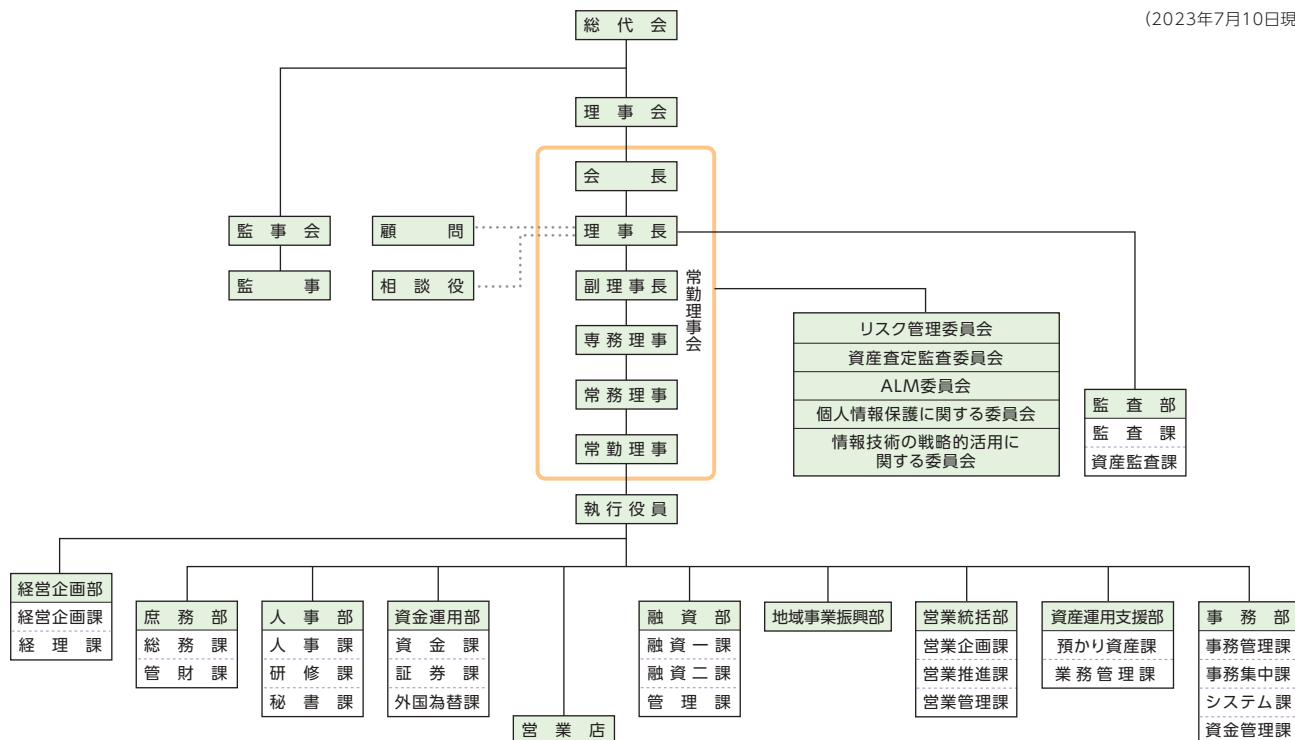 (2023年7月10日現
総代会
理事会
会長
監事会
顧問
理事長
監事
相談役
副理事長
常勤理事会
専務理事
常務理事
常勤理事
リスク管理委員会
資産査定監査委員会
ALM委員会
個人情報保護に関する委員会
情報技術の戦略的活用に
関する委員会
監査部
監査課
資産監査課
執行役員
経営企画部
経営企画課
経理課
庶務部
総務課
管財課
人事部
人事課
研修課
秘書課
資金運用部
資金課
証券課
外国為替課
営業店
融資部
融資一課
融資二課
管理課
地域事業振興部
営業統括部
営業企画課
営業推進課
営業管理課
資産運用支援部
預かり資産課
業務管理課
事務部
事務管理課
事務集中課
システム課
資金管理課